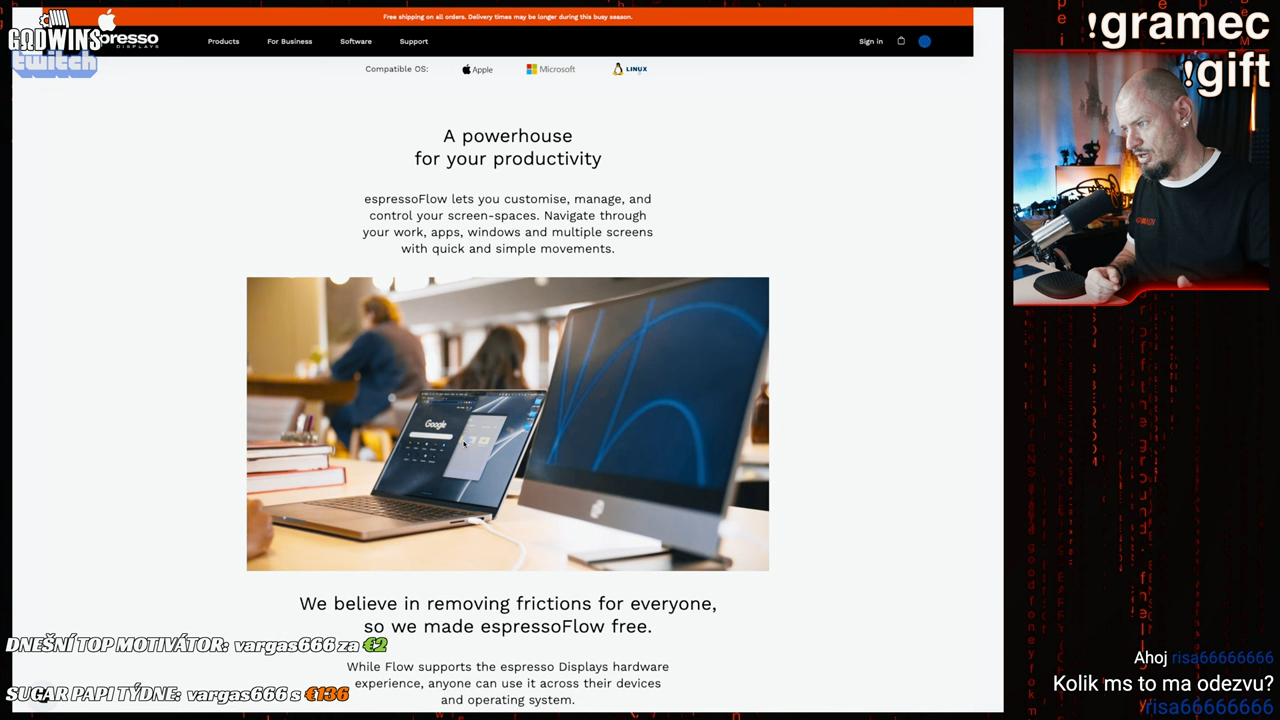 Free shipping on all orders. Delivery times may be longer during this busy season.
GODWINS
twitch
presso
DISPLAYS
Products
For Business
Software
Support
Sign in
Compatible OS:
Apple
Microsoft
LINUX
A powerhouse
for your productivity
espressoFlow lets you customise, manage, and
control your screen-spaces. Navigate through
your work, apps, windows and multiple screens
with quick and simple movements.
Google
We believe in removing frictions for everyone,
so we made espressoFlow free.
While Flow supports the espresso Displays hardware
experience, anyone can use it across their devices
and operating system.
DNEŠNÍ TOP MOTIVÁTOR: vargas666 za €2
SUGAR PAPI TÝDNE: vargas666 s €136
!gramec
!gift
Ahoj risa66666666
Kolik ms to ma odezvu?
risa66666666